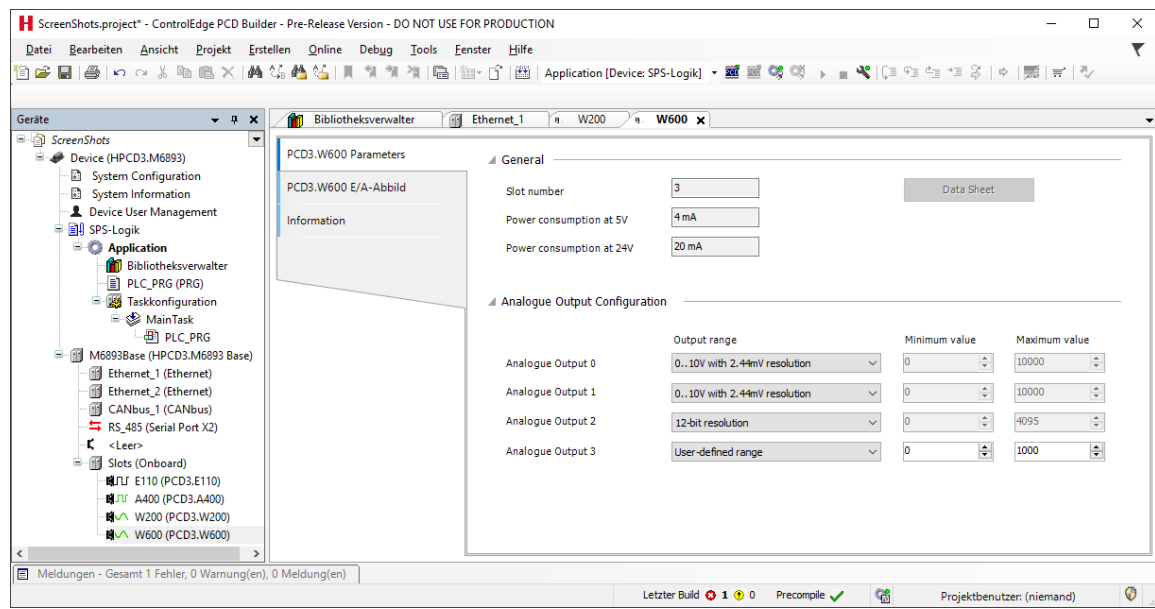 ScreenShots.project* - ControlEdge PCD Builder - Pre-Release Version - DO NOT USE FOR PRODUCTION
Datei Bearbeiten Ansicht Projekt Erstellen Online Debug Tools Fenster Hilfe
Application [Device: SPS-Logik]
Geräte
Bibliotheksverwalter Ethernet_1 W200 W600
ScreenShots
Device (HPCD3.M6893)
System Configuration
System Information
Device User Management
SPS-Logik
Application
Bibliotheksverwalter
PLC_PRG (PRG)
Taskkonfiguration
MainTask
PLC_PRG
M6893Base (HPCD3.M6893 Base)
Ethernet_1 (Ethernet)
Ethernet_2 (Ethernet)
CANbus_1 (CANbus)
RS_485 (Serial Port X2)
<Leer>
Slots (Onboard)
E110 (PCD3.E110)
A400 (PCD3.A400)
W200 (PCD3.W200)
W600 (PCD3.W600)
PCD3.W600 Parameters
PCD3.W600 E/A-Abbild
Information
General
Slot number 3 Data Sheet
Power consumption at 5V 4 mA
Power consumption at 24V 20 mA
Analogue Output Configuration
Output range Minimum value Maximum value
Analogue Output 0 0..10V with 2.44mV resolution 0 10000
Analogue Output 1 0..10V with 2.44mV resolution 0 10000
Analogue Output 2 12-bit resolution 0 4095
Analogue Output 3 User-defined range 0 1000
Meldungen - Gesamt 1 Fehler, 0 Warnung(en), 0 Meldung(en)
Letzter Build 1 0 Precompile Projektbenutzer: (niemand)